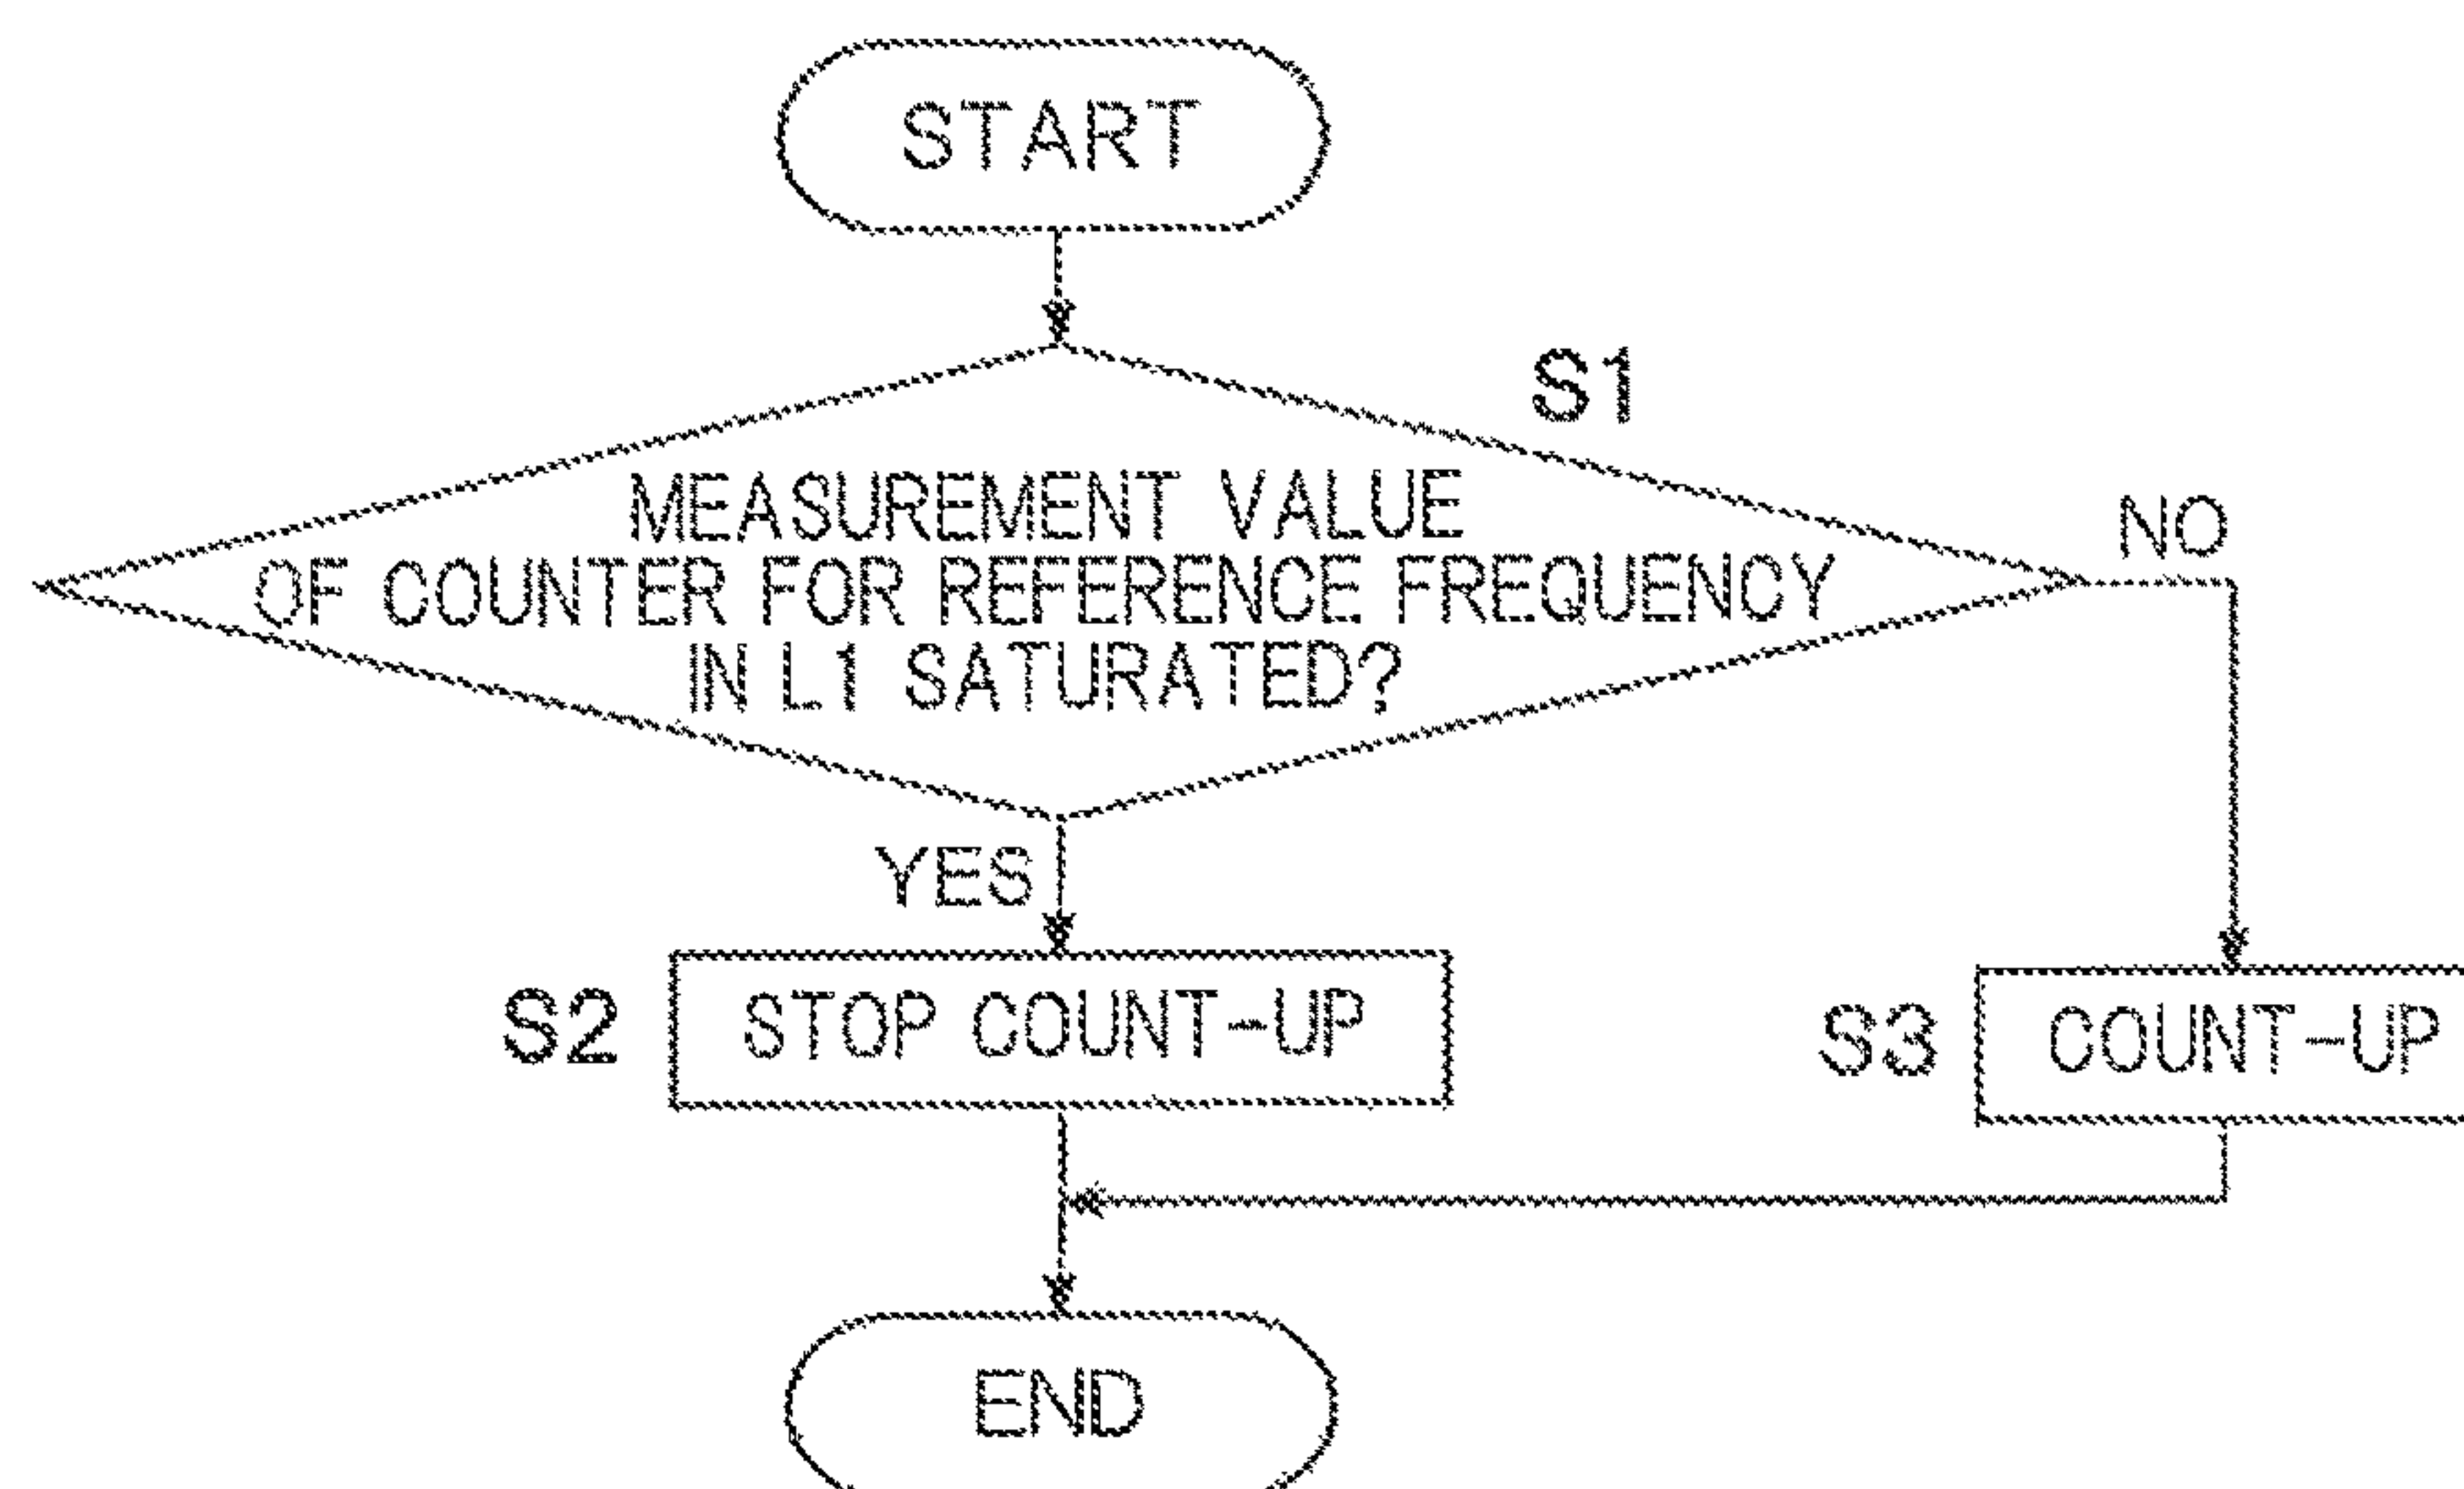 START
S1
MEASUREMENT VALUE
OF COUNTER FOR REFERENCE FREQUENCY
IN L1 SATURATED?
NO
YES
S2
STOP COUNT-UP
S3
COUNT-UP
END